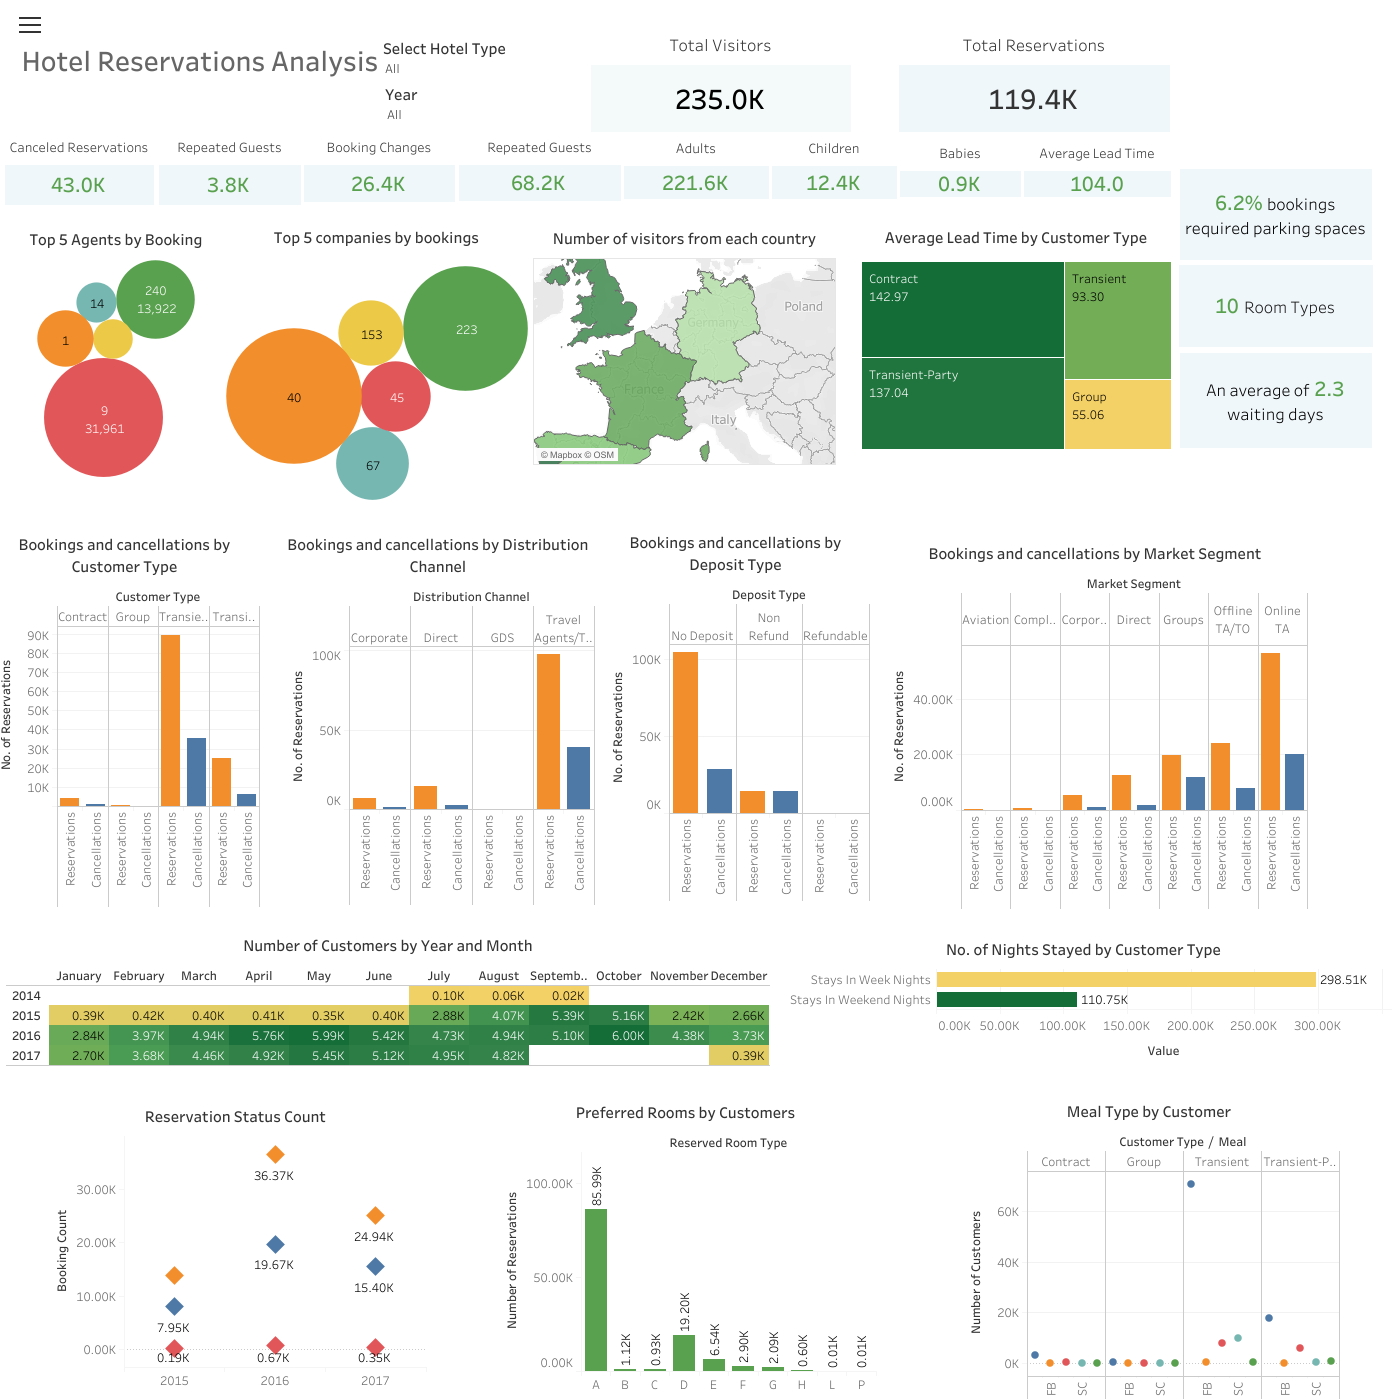 Hotel Reservations Analysis
Select Hotel Type
All
Year
All
Total Visitors
235.0K
Total Reservations
119.4K
Canceled Reservations
43.0K
Repeated Guests
3.8K
Booking Changes
26.4K
Repeated Guests
68.2K
Adults
221.6K
Children
12.4K
Babies
0.9K
Average Lead Time
104.0
6.2% bookings
required parking spaces
10 Room Types
An average of 2.3
waiting days
Top 5 Agents by Booking
240
13,922
14
1
9
31,961
Top 5 companies by bookings
223
153
40
45
67
Number of visitors from each country
Poland
Germany
France
Italy
© Mapbox © OSM
Average Lead Time by Customer Type
Contract
142.97
Transient
93.30
Transient-Party
137.04
Group
55.06
Bookings and cancellations by
Customer Type
Customer Type
Contract Group Transie.. Transi..
No. of Reservations
90K
80K
70K
60K
50K
40K
30K
20K
10K
Reservations Cancellations Reservations Cancellations Reservations Cancellations Reservations Cancellations
Bookings and cancellations by Distribution
Channel
Distribution Channel
Corporate Direct GDS Travel
Agents/T..
No. of Reservations
100K
50K
0K
Reservations Cancellations Reservations Cancellations Reservations Cancellations Reservations Cancellations
Bookings and cancellations by
Deposit Type
Deposit Type
No Deposit Non
Refund Refundable
No. of Reservations
100K
50K
0K
Reservations Cancellations Reservations Cancellations Reservations Cancellations
Bookings and cancellations by Market Segment
Market Segment
Aviation Compl.. Corpor.. Direct Groups Offline
TA/TO Online
TA
No. of Reservations
40.00K
20.00K
0.00K
Reservations Cancellations Reservations Cancellations Reservations Cancellations Reservations Cancellations Reservations Cancellations Reservations Cancellations Reservations Cancellations
Number of Customers by Year and Month
January February March April May June July August Septemb.. October November December
2014 0.10K 0.06K 0.02K
2015 0.39K 0.42K 0.40K 0.41K 0.35K 0.40K 2.88K 4.07K 5.39K 5.16K 2.42K 2.66K
2016 2.84K 3.97K 4.94K 5.76K 5.99K 5.42K 4.73K 4.94K 5.10K 6.00K 4.38K 3.73K
2017 2.70K 3.68K 4.46K 4.92K 5.45K 5.12K 4.95K 4.82K 0.39K
No. of Nights Stayed by Customer Type
Stays In Week Nights 298.51K
Stays In Weekend Nights 110.75K
0.00K 50.00K 100.00K 150.00K 200.00K 250.00K 300.00K
Value
Reservation Status Count
Booking Count
30.00K
20.00K
10.00K
0.00K
36.37K
24.94K
19.67K
15.40K
7.95K
0.19K 0.67K 0.35K
2015 2016 2017
Preferred Rooms by Customers
Reserved Room Type
Number of Reservations
100.00K
50.00K
0.00K
85.99K 1.12K 0.93K 19.20K 6.54K 2.90K 2.09K 0.60K 0.01K 0.01K
A B C D E F G H L P
Meal Type by Customer
Customer Type / Meal
Contract Group Transient Transient-P..
Number of Customers
60K
40K
20K
0K
FB SC FB SC FB SC FB SC